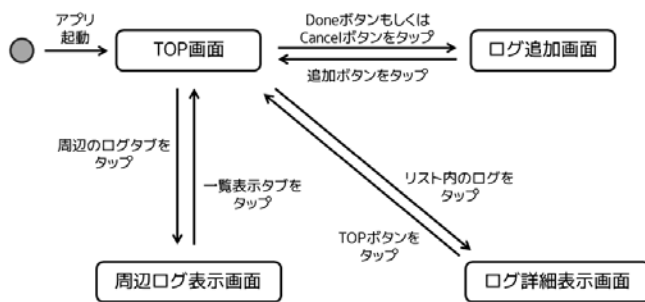 アプリ
起動
TOP画面
Doneボタンもしくは
Cancelボタンをタップ
追加ボタンをタップ
ログ追加画面
周辺のログタブを
タップ
一覧表示タブを
タップ
リスト内のログを
タップ
TOPボタンを
タップ
周辺ログ表示画面
ログ詳細表示画面